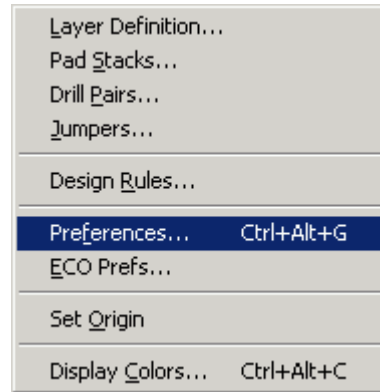 Layer Definition...
Pad Stacks...
Drill Pairs...
Jumpers...
Design Rules...
Preferences... Ctrl+Alt+G
ECO Prefs...
Set Origin
Display Colors... Ctrl+Alt+C